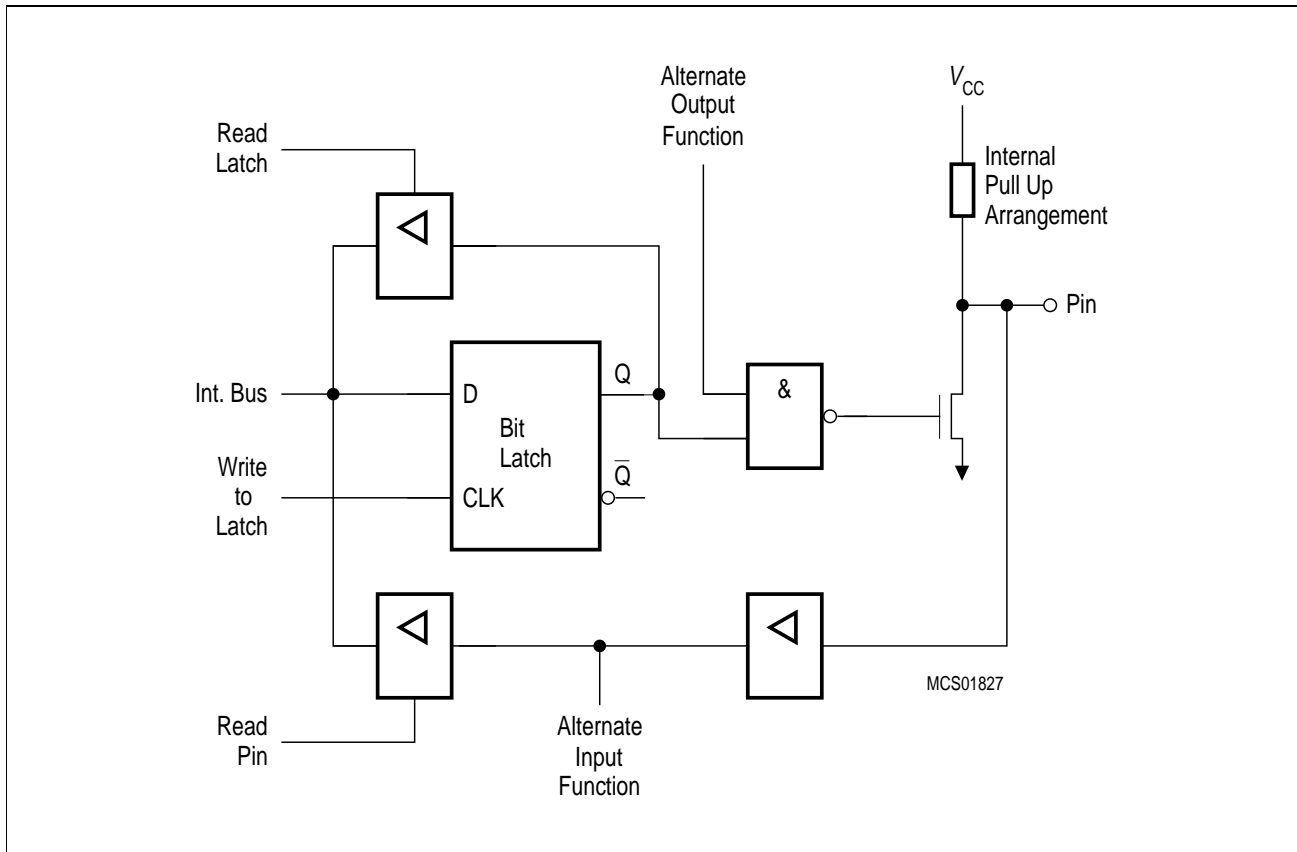 Alternate
Output
Function
V CC
Read
Latch
Internal
Pull Up
Arrangement
Pin
Int. Bus
D
Q
&
Bit
Latch
Q̅
Write
to
Latch
CLK
MCS01827
Read
Pin
Alternate
Input
Function